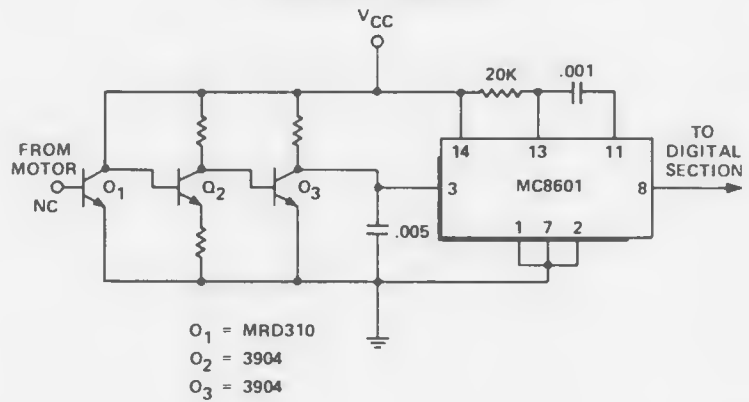 VCC
20K
.001
FROM
MOTOR
NC
O1
Q2
O3
14
13
11
3
MC8601
8
TO
DIGITAL
SECTION
1
7
2
.005
O1 = MRD310
O2 = 3904
O3 = 3904